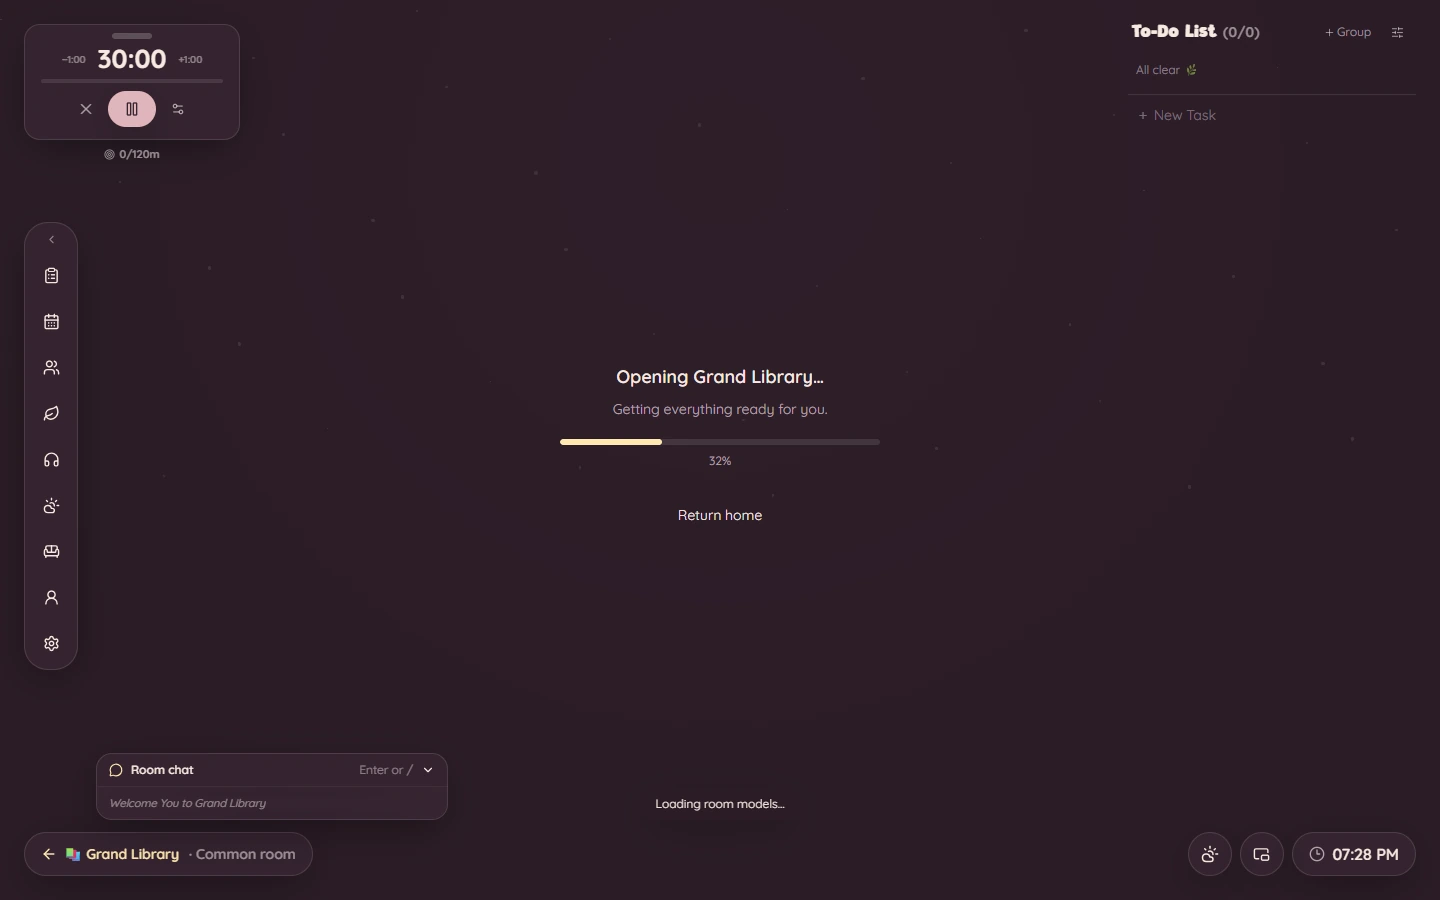 −1:00 30:00 +1:00
0/120m
To-Do List (0/0) + Group
All clear
+ New Task
Opening Grand Library...
Getting everything ready for you.
32%
Return home
Room chat Enter or /
Welcome You to Grand Library
Loading room models...
Grand Library · Common room
07:28 PM